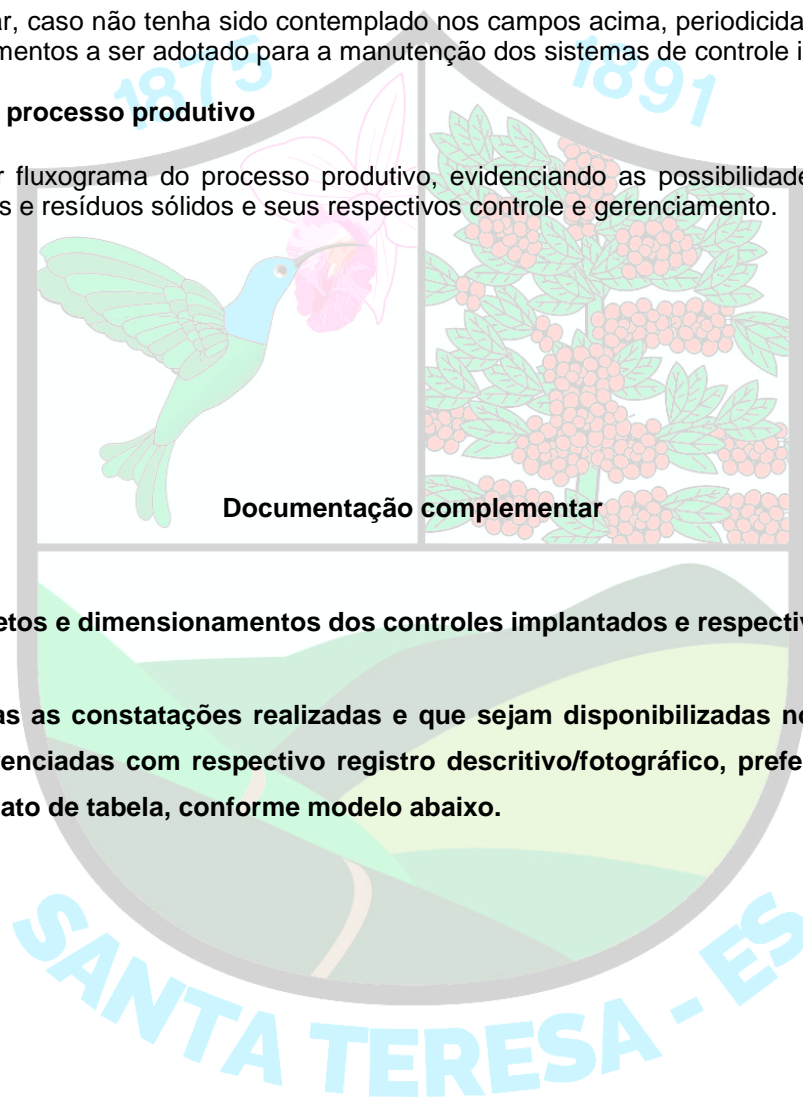 ar, caso não tenha sido contemplado nos campos acima, periodicida
mentos a ser adotado para a manutenção dos sistemas de controle i
1875
1891
processo produtivo
r fluxograma do processo produtivo, evidenciando as possibilidade
s e resíduos sólidos e seus respectivos controle e gerenciamento.
Documentação complementar
etos e dimensionamentos dos controles implantados e respectiv
as as constatações realizadas e que sejam disponibilizadas no
enciadas com respectivo registro descritivo/fotográfico, prefe
ato de tabela, conforme modelo abaixo.
SANTA TERESA - ES